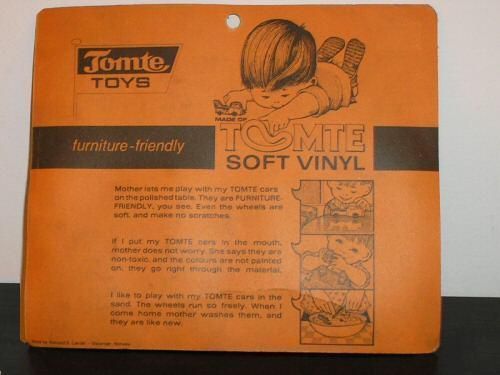 Tomte
TOYS
MADE OF
TOMTE
SOFT VINYL
furniture-friendly
Mother lets me play with my TOMTE cars
on the polished table. They are FURNITURE-
FRIENDLY, you see. Even the wheels are
soft, and make no scratches.
If I put my TOMTE cars in the mouth,
mother does not worry. She says they are
non-toxic, and the colours are not painted
on, they go right through the material.
I like to play with my TOMTE cars in the
sand. The wheels run so freely. When I
come home mother washes them, and
they are like new.